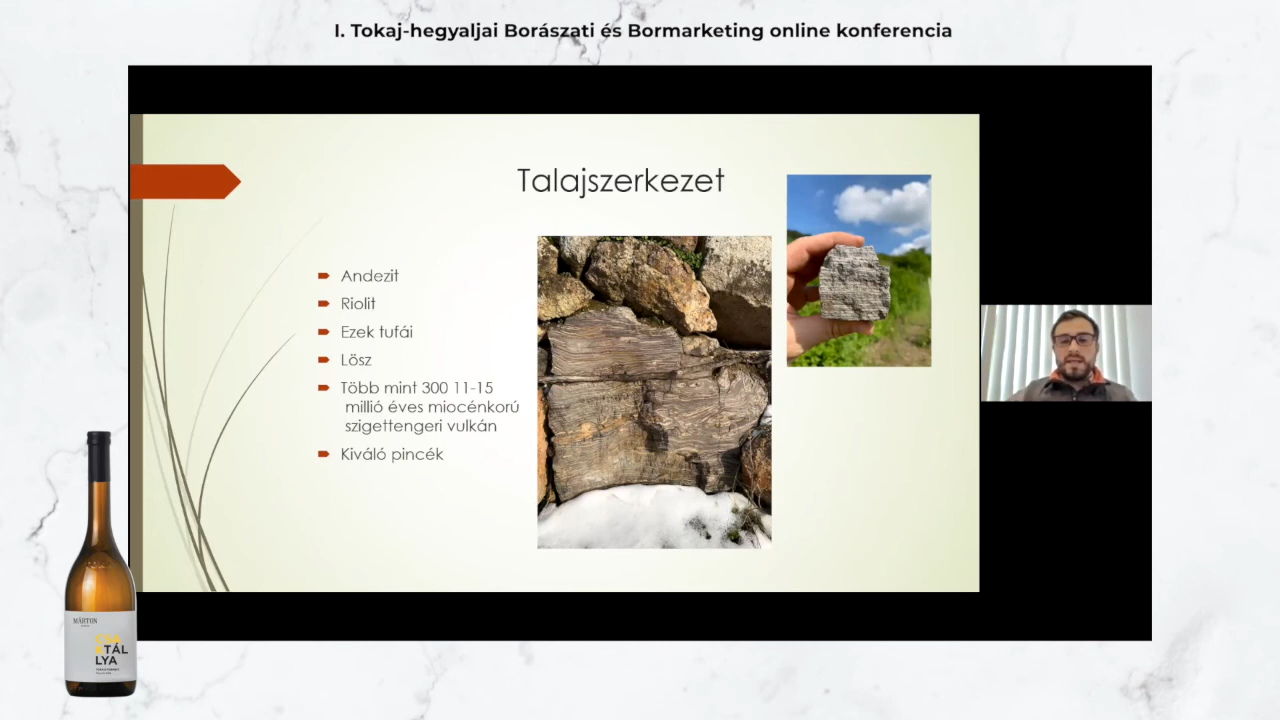 I. Tokaj-hegyaljai Borászati és Bormarketing online konferencia
Talajszerkezet
Andezit
Riolit
Ezek tufái
Lösz
Több mint 300 11-15
millió éves miocénkorú
szigettengeri vulkán
Kiváló pincék
MÁRTON
TÁL
LYA